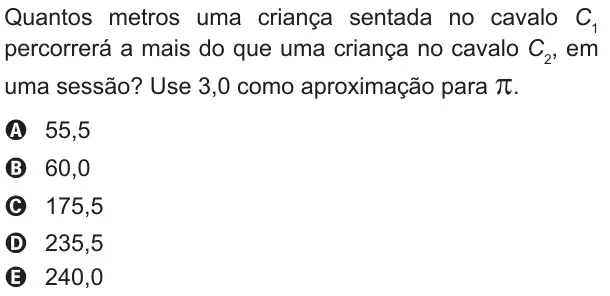 Quantos metros uma criança sentada no cavalo C₁
percorrerá a mais do que uma criança no cavalo C₂, em
uma sessão? Use 3,0 como aproximação para π.
A 55,5
B 60,0
C 175,5
D 235,5
E 240,0